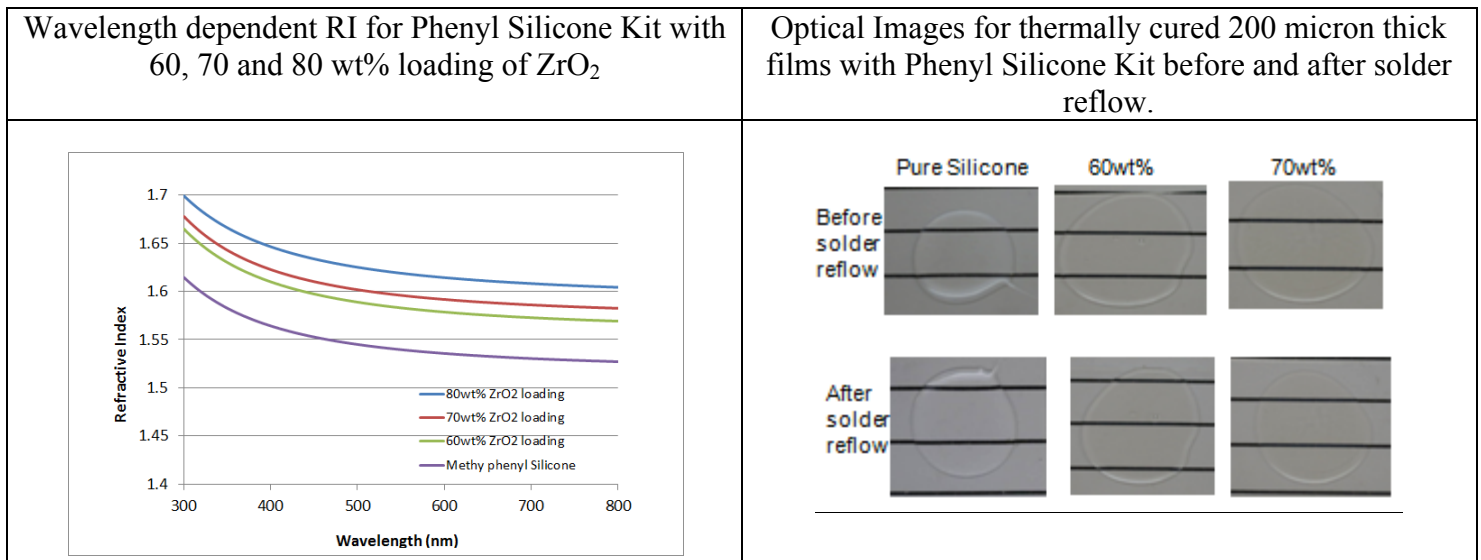 Wavelength dependent RI for Phenyl Silicone Kit with
60, 70 and 80 wt% loading of ZrO₂
Optical Images for thermally cured 200 micron thick
films with Phenyl Silicone Kit before and after solder
reflow.
1.7
1.65
1.6
1.55
1.5
1.45
1.4
Refractive Index
80wt% ZrO2 loading
70wt% ZrO2 loading
60wt% ZrO2 loading
Methy phenyl Silicone
300 400 500 600 700 800
Wavelength (nm)
Pure Silicone 60wt% 70wt%
Before
solder
reflow
After
solder
reflow